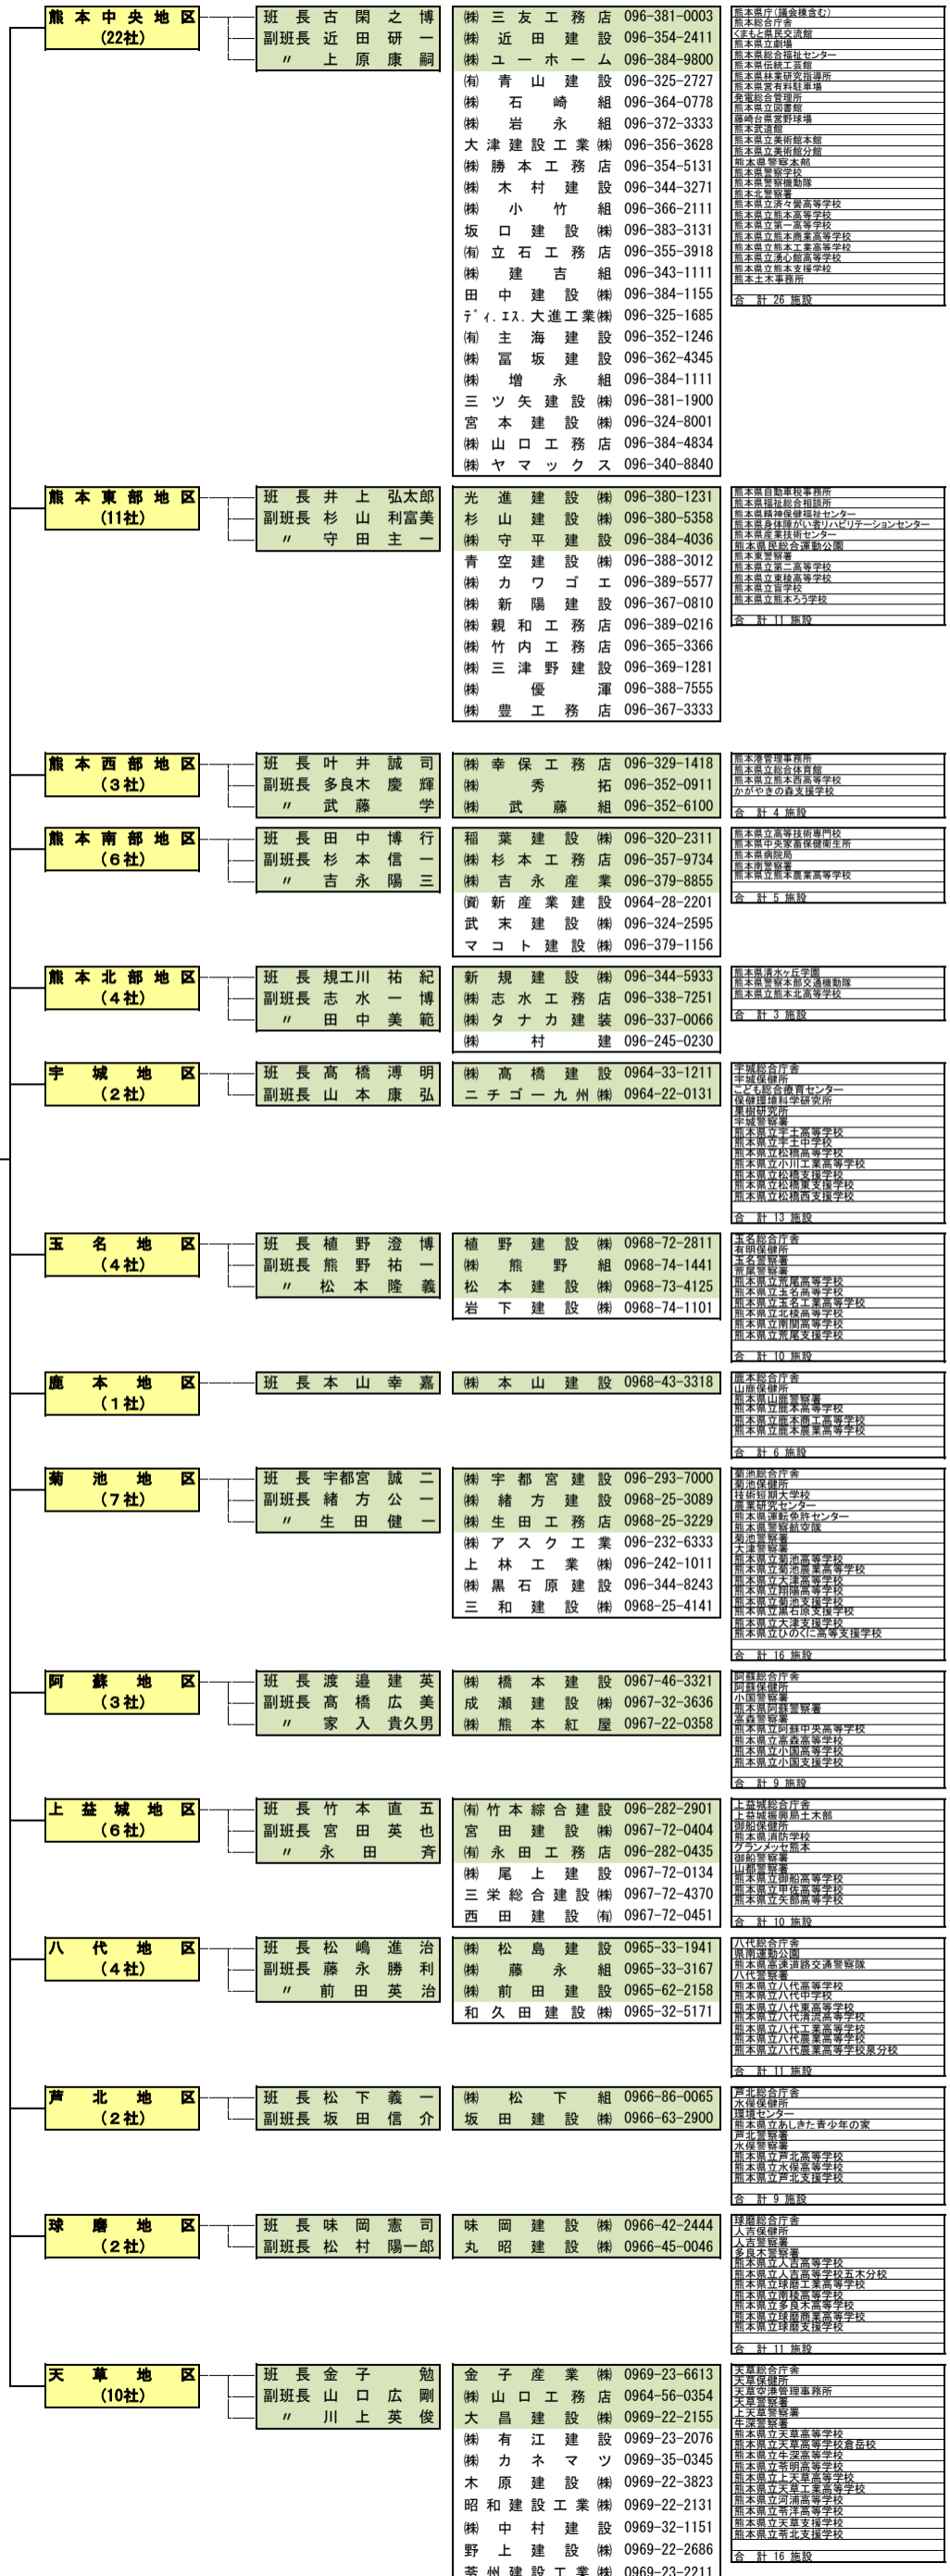 熊本中央地区
(22社)
班長 古閑之博
副班長 近田研一
〃 上原康嗣
㈱三友工務店 096-381-0003
㈱近田建設 096-354-2411
㈱ユーホーム 096-384-9800
㈲青山建設 096-325-2727
㈱石崎組 096-364-0778
㈱岩永組 096-372-3333
大津建設工業㈱ 096-356-3628
㈱勝本工務店 096-354-5131
㈱木村建設 096-344-3271
㈱小竹組 096-366-2111
坂口建設㈱ 096-383-3131
㈲立石工務店 096-355-3918
㈱建吉組 096-343-1111
田中建設㈱ 096-384-1155
ディ.エス.大進工業㈱ 096-325-1685
㈲主海建設 096-352-1246
㈱冨坂建設 096-362-4345
㈱増永組 096-384-1111
三ツ矢建設㈱ 096-381-1900
宮本建設㈱ 096-324-8001
㈱山口工務店 096-384-4834
㈱ヤマックス 096-340-8840
熊本県庁(議会棟含む)
熊本総合庁舎
くまもと県民交流館
熊本県立劇場
熊本県総合福祉センター
熊本県伝統工芸館
熊本県林業研究指導所
熊本県営有料駐車場
発電総合管理所
熊本県立図書館
藤崎台県営野球場
熊本武道館
熊本県立美術館本館
熊本県立美術館分館
熊本県警察本部
熊本県警察学校
熊本県警察機動隊
熊本北警察署
熊本県立済々黌高等学校
熊本県立熊本高等学校
熊本県立第一高等学校
熊本県立熊本商業高等学校
熊本県立熊本工業高等学校
熊本県立湧心館高等学校
熊本県立熊本支援学校
熊本土木事務所
合計 26 施設
熊本東部地区
(11社)
班長 井上弘太郎
副班長 杉山利富美
〃 守田主一
光進建設㈱ 096-380-1231
杉山建設㈱ 096-380-5358
㈱守平建設 096-384-4036
青空建設㈱ 096-388-3012
㈱カワゴエ 096-389-5577
㈱新陽建設 096-367-0810
㈱親和工務店 096-389-0216
㈱竹内工務店 096-365-3366
㈱三津野建設 096-369-1281
㈱優渾 096-388-7555
㈱豊工務店 096-367-3333
熊本県自動車税事務所
熊本県福祉総合相談所
熊本県精神保健福祉センター
熊本県身体障がい者リハビリテーションセンター
熊本県産業技術センター
熊本県民総合運動公園
熊本東警察署
熊本県立第二高等学校
熊本県立東稜高等学校
熊本県立盲学校
熊本県立熊本ろう学校
合計 11 施設
熊本西部地区
(3社)
班長 叶井誠司
副班長 多良木慶輝
〃 武藤学
㈱幸保工務店 096-329-1418
㈱秀拓 096-352-0911
㈱武藤組 096-352-6100
熊本港管理事務所
熊本県立総合体育館
熊本県立熊本西高等学校
かがやきの森支援学校
合計 4 施設
熊本南部地区
(6社)
班長 田中博行
副班長 杉本信一
〃 吉永陽三
稲葉建設㈱ 096-320-2311
㈱杉本工務店 096-357-9734
㈱吉永産業 096-379-8855
㈾新産業建設 0964-28-2201
武末建設㈱ 096-324-2595
マコト建設㈱ 096-379-1156
熊本県立高等技術専門校
熊本県中央家畜保健衛生所
熊本県病院局
熊本南警察署
熊本県立熊本農業高等学校
合計 5 施設
熊本北部地区
(4社)
班長 規工川祐紀
副班長 志水一博
〃 田中美範
新規建設㈱ 096-344-5933
㈱志水工務店 096-338-7251
㈱タナカ建装 096-337-0066
㈱村建 096-245-0230
熊本県清水ヶ丘学園
熊本県警察本部交通機動隊
熊本県立熊本北高等学校
合計 3 施設
宇城地区
(2社)
班長 髙橋溥明
副班長 山本康弘
㈱髙橋建設 0964-33-1211
ニチゴー九州㈱ 0964-22-0131
宇城総合庁舎
宇城保健所
こども総合療育センター
保健環境科学研究所
果樹研究所
宇城警察署
熊本県立宇土高等学校
熊本県立宇土中学校
熊本県立松橋高等学校
熊本県立小川工業高等学校
熊本県立松橋支援学校
熊本県立松橋東支援学校
熊本県立松橋西支援学校
合計 13 施設
玉名地区
(4社)
班長 植野澄博
副班長 熊野祐一
〃 松本隆義
植野建設㈱ 0968-72-2811
㈱熊野組 0968-74-1441
松本建設㈱ 0968-73-4125
岩下建設㈱ 0968-74-1101
玉名総合庁舎
有明保健所
玉名警察署
荒尾警察署
熊本県立荒尾高等学校
熊本県立玉名高等学校
熊本県立玉名工業高等学校
熊本県立北稜高等学校
熊本県立南関高等学校
熊本県立荒尾支援学校
合計 10 施設
鹿本地区
(1社)
班長 本山幸嘉
㈱本山建設 0968-43-3318
鹿本総合庁舎
山鹿保健所
熊本県山鹿警察署
熊本県立鹿本高等学校
熊本県立鹿本商工高等学校
熊本県立鹿本農業高等学校
合計 6 施設
菊池地区
(7社)
班長 宇都宮誠二
副班長 緒方公一
〃 生田健一
㈱宇都宮建設 096-293-7000
㈱緒方建設 0968-25-3089
㈱生田工務店 0968-25-3229
㈱アスク工業 096-232-6333
上林工業㈱ 096-242-1011
㈱黒石原建設 096-344-8243
三和建設㈱ 0968-25-4141
菊池総合庁舎
菊池保健所
技術短期大学校
農業研究センター
熊本県運転免許センター
熊本県警察航空隊
菊池警察署
大津警察署
熊本県立菊池高等学校
熊本県立菊池農業高等学校
熊本県立大津高等学校
熊本県立翔陽高等学校
熊本県立菊池支援学校
熊本県立黒石原支援学校
熊本県立大津支援学校
熊本県立ひのくに高等支援学校
合計 16 施設
阿蘇地区
(3社)
班長 渡邉建英
副班長 髙橋広美
〃 家入貴久男
㈱橋本建設 0967-46-3321
成瀬建設㈱ 0967-32-3636
㈱熊本紅屋 0967-22-0358
阿蘇総合庁舎
阿蘇保健所
小国警察署
熊本県阿蘇警察署
高森警察署
熊本県立阿蘇中央高等学校
熊本県立高森高等学校
熊本県立小国高等学校
熊本県立小国支援学校
合計 9 施設
上益城地区
(6社)
班長 竹本直五
副班長 宮田英也
〃 永田斉
㈲竹本綜合建設 096-282-2901
宮田建設㈱ 0967-72-0404
㈲永田工務店 096-282-0435
㈱尾上建設 0967-72-0134
三栄総合建設㈱ 0967-72-4370
西田建設㈲ 0967-72-0451
上益城総合庁舎
上益城振興局土木部
御船保健所
熊本県消防学校
グランメッセ熊本
御船警察署
山都警察署
熊本県立御船高等学校
熊本県立甲佐高等学校
熊本県立矢部高等学校
合計 10 施設
八代地区
(4社)
班長 松嶋進治
副班長 藤永勝利
〃 前田英治
㈱松島建設 0965-33-1941
㈱藤永組 0965-33-3167
㈱前田建設 0965-62-2158
和久田建設㈱ 0965-32-5171
八代総合庁舎
県南運動公園
熊本県高速道路交通警察隊
八代警察署
熊本県立八代高等学校
熊本県立八代中学校
熊本県立八代東高等学校
熊本県立八代清流高等学校
熊本県立八代工業高等学校
熊本県立八代農業高等学校
熊本県立八代農業高等学校泉分校
合計 11 施設
芦北地区
(2社)
班長 松下義一
副班長 坂田信介
㈱松下組 0966-86-0065
坂田建設㈱ 0966-63-2900
芦北総合庁舎
水俣保健所
環境センター
熊本県立あしきた青少年の家
芦北警察署
水俣警察署
熊本県立芦北高等学校
熊本県立水俣高等学校
熊本県立芦北支援学校
合計 9 施設
球磨地区
(2社)
班長 味岡憲司
副班長 松村陽一郎
味岡建設㈱ 0966-42-2444
丸昭建設㈱ 0966-45-0046
球磨総合庁舎
人吉保健所
人吉警察署
多良木警察署
熊本県立人吉高等学校
熊本県立人吉高等学校五木分校
熊本県立球磨工業高等学校
熊本県立南稜高等学校
熊本県立多良木高等学校
熊本県立球磨商業高等学校
熊本県立球磨支援学校
合計 11 施設
天草地区
(10社)
班長 金子勉
副班長 山口広剛
〃 川上英俊
金子産業㈱ 0969-23-6613
㈱山口工務店 0964-56-0354
大昌建設㈱ 0969-22-2155
㈱有江建設 0969-23-2076
㈱カネマツ 0969-35-0345
木原建設㈱ 0969-22-3823
昭和建設工業㈱ 0969-22-2131
㈱中村建設 0969-32-1151
野上建設㈱ 0969-22-2686
苓州建設工業㈱ 0969-23-2211
天草総合庁舎
天草保健所
天草空港管理事務所
天草警察署
上天草警察署
牛深警察署
熊本県立天草高等学校
熊本県立天草高等学校倉岳校
熊本県立牛深高等学校
熊本県立苓明高等学校
熊本県立上天草高等学校
熊本県立天草工業高等学校
熊本県立河浦高等学校
熊本県立苓洋高等学校
熊本県立天草支援学校
熊本県立苓北支援学校
合計 16 施設